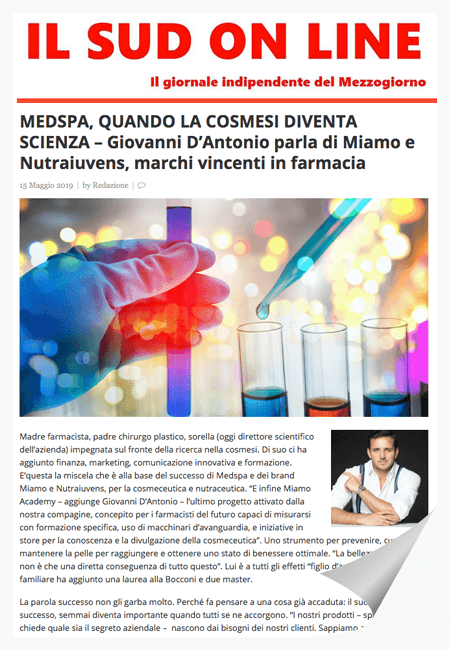 IL SUD ON LINE
Il giornale indipendente del Mezzogiorno
MEDSPA, QUANDO LA COSMESI DIVENTA
SCIENZA – Giovanni D'Antonio parla di Miamo e
Nutraiuvens, marchi vincenti in farmacia
15 Maggio 2019 | by Redazione |
Madre farmacista, padre chirurgo plastico, sorella (oggi direttore scientifico
dell'azienda) impegnata sul fronte della ricerca nella cosmesi. Di suo ci ha
aggiunto finanza, marketing, comunicazione innovativa e formazione.
E'questa la miscela che è alla base del successo di Medspa e dei brand
Miamo e Nutraiuvens, per la cosmeceutica e nutraceutica. "E infine Miamo
Academy – aggiunge Giovanni D'Antonio – l'ultimo progetto attivato dalla
nostra compagine, concepito per i farmacisti del futuro capaci di misurarsi
con formazione specifica, uso di macchinari d'avanguardia, e iniziative in
store per la conoscenza e la divulgazione della cosmeceutica". Uno strumento per prevenire,
mantenere la pelle per raggiungere e ottenere uno stato di benessere ottimale. "La
non è che una diretta conseguenza di tutto questo". Lui è a tutti gli effetti "figlio
familiare ha aggiunto una laurea alla Bocconi e due master.
La parola successo non gli garba molto. Perché fa pensare a una cosa già accaduta: il
successo, semmai diventa importante quando tutti se ne accorgono. "I nostri prodotti –
chiede quale sia il segreto aziendale – nascono dai bisogni dei nostri clienti. Sappiamo